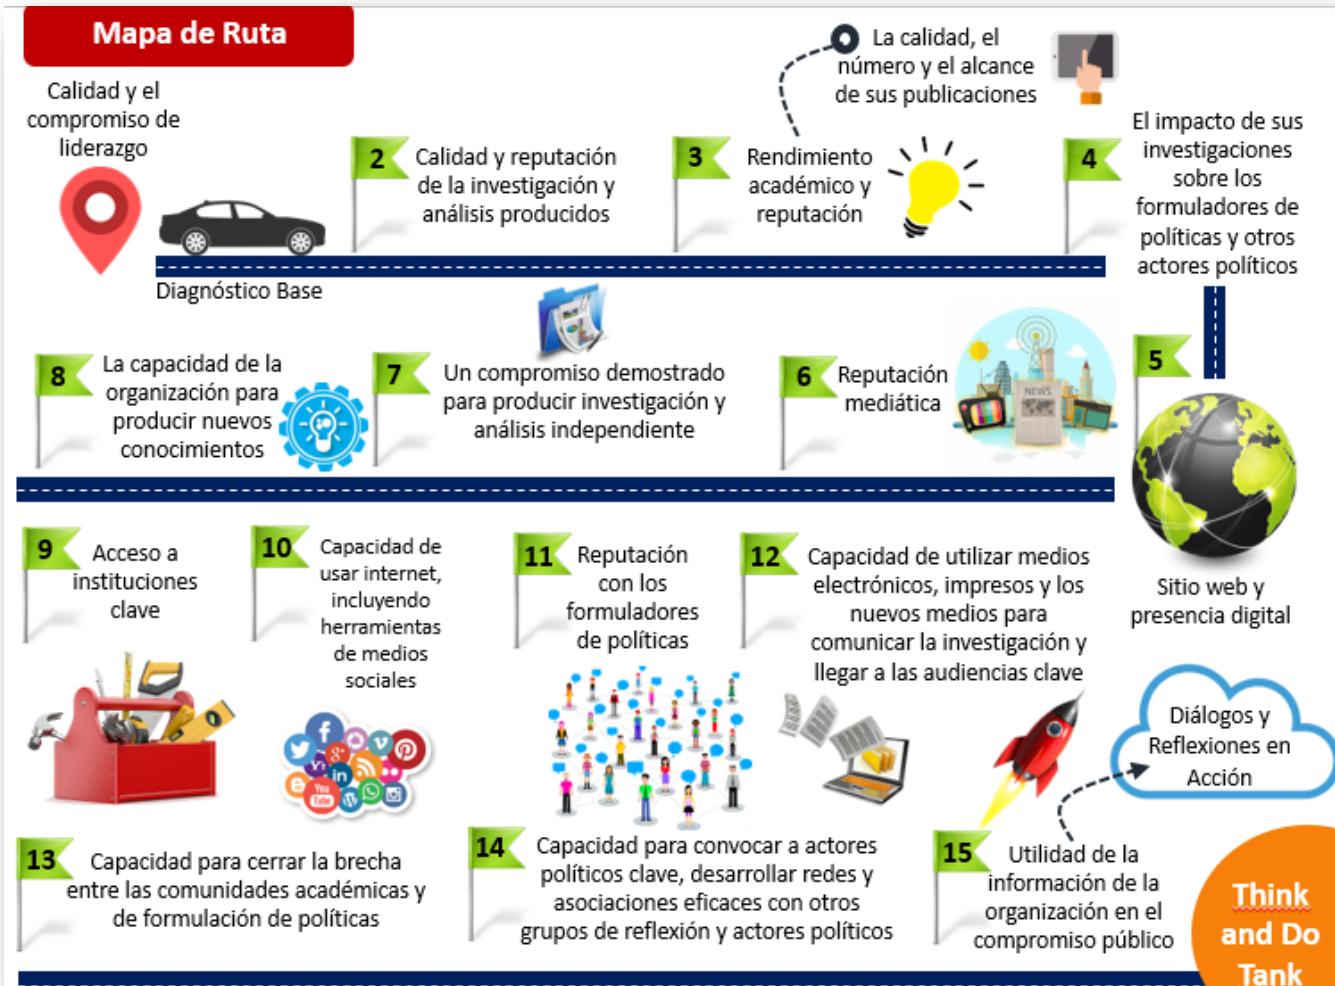 Mapa de Ruta
Calidad y el
compromiso de
liderazgo
Diagnóstico Base
2
Calidad y reputación
de la investigación y
análisis producidos
3
Rendimiento
académico y
reputación
La calidad, el
número y el alcance
de sus publicaciones
4
El impacto de sus
investigaciones
sobre los
formuladores de
políticas y otros
actores políticos
5
Sitio web y
presencia digital
6
Reputación
mediática
NEWS
7
Un compromiso demostrado
para producir investigación y
análisis independiente
8
La capacidad de la
organización para
producir nuevos
conocimientos
9
Acceso a
instituciones
clave
10
Capacidad de
usar internet,
incluyendo
herramientas
de medios
sociales
You
Tube
11
Reputación
con los
formuladores
de políticas
12
Capacidad de utilizar medios
electrónicos, impresos y los
nuevos medios para
comunicar la investigación y
llegar a las audiencias clave
13
Capacidad para cerrar la brecha
entre las comunidades académicas y
de formulación de políticas
14
Capacidad para convocar a actores
políticos clave, desarrollar redes y
asociaciones eficaces con otros
grupos de reflexión y actores políticos
15
Utilidad de la
información de la
organización en el
compromiso público
Diálogos y
Reflexiones en
Acción
Think
and Do
Tank